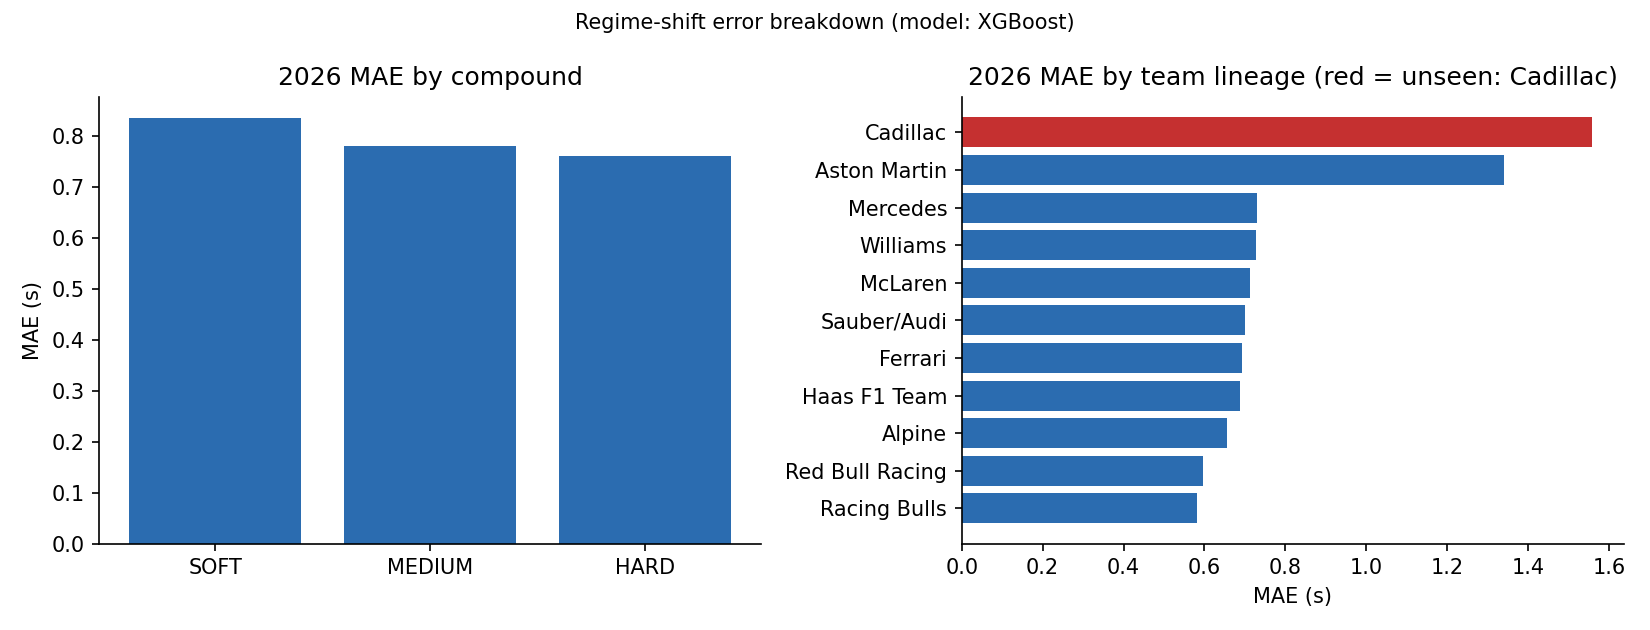 Regime-shift error breakdown (model: XGBoost)
2026 MAE by compound
MAE (s)
0.8
0.7
0.6
0.5
0.4
0.3
0.2
0.1
0.0
SOFT MEDIUM HARD
2026 MAE by team lineage (red = unseen: Cadillac)
Cadillac
Aston Martin
Mercedes
Williams
McLaren
Sauber/Audi
Ferrari
Haas F1 Team
Alpine
Red Bull Racing
Racing Bulls
0.0 0.2 0.4 0.6 0.8 1.0 1.2 1.4 1.6
MAE (s)